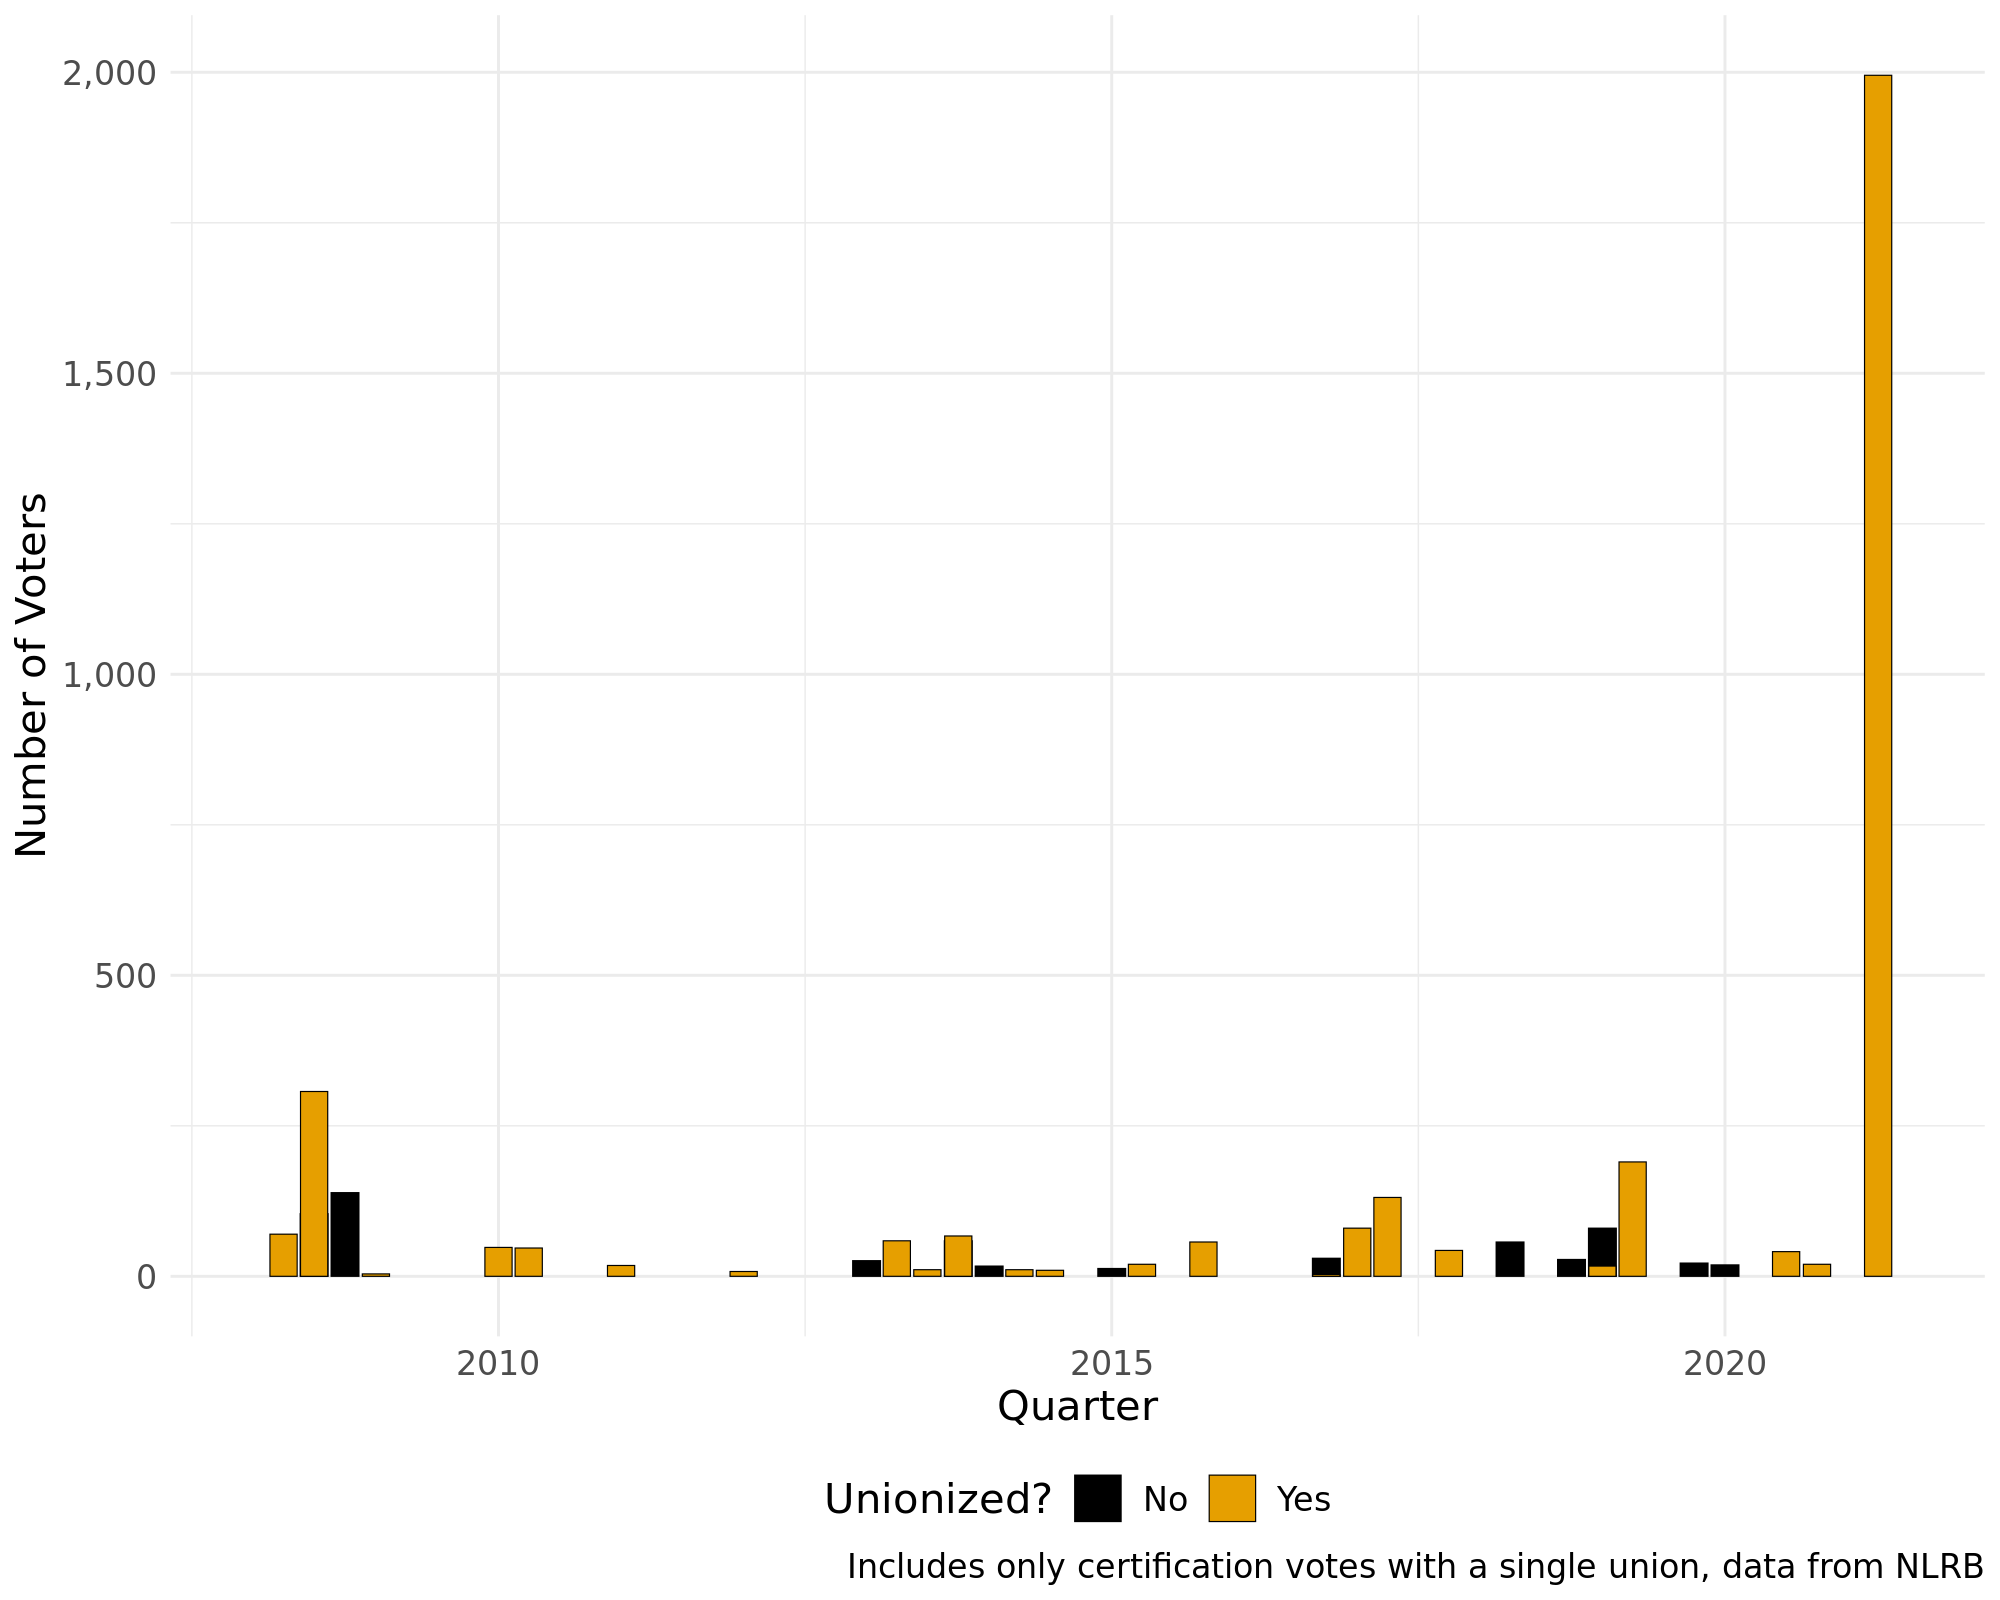 2,000
1,500
1,000
500
0
Number of Voters
2010 2015 2020
Quarter
Unionized? No Yes
Includes only certification votes with a single union, data from NLRB